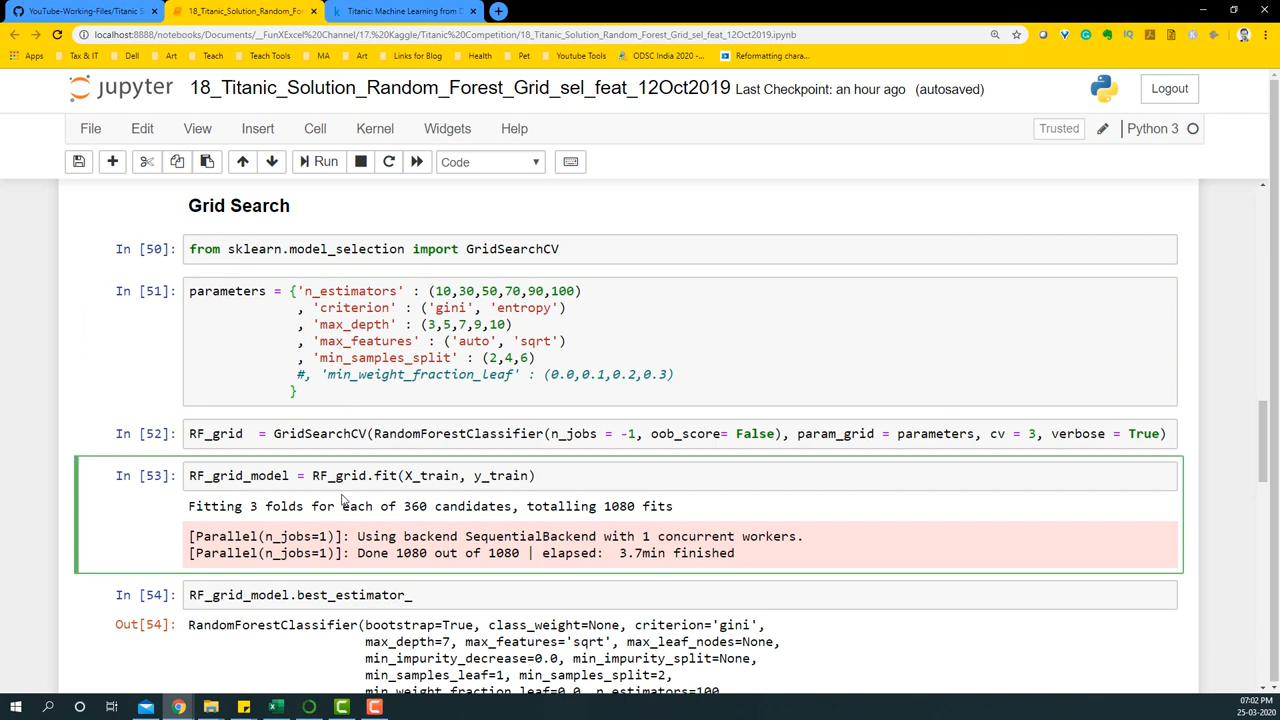 YouTube-Working-Files/Titanic S
18_Titanic_Solution_Random_Fore
Titanic: Machine Learning from D
localhost:8888/notebooks/Documents/__FunXExcel%20Channel/17.%20Kaggle/Titanic%20Competition/18_Titanic_Solution_Random_Forest_Grid_sel_feat_12Oct2019.ipynb
Apps Tax & IT Dell Art Teach Teach Tools MA Art Links for Blog Health Pet Youtube Tools ODSC India 2020 -... Reformatting chara...
jupyter 18_Titanic_Solution_Random_Forest_Grid_sel_feat_12Oct2019 Last Checkpoint: an hour ago (autosaved) Logout
File Edit View Insert Cell Kernel Widgets Help Trusted Python 3
Run Code
Grid Search
In [50]: from sklearn.model_selection import GridSearchCV
In [51]: parameters = {'n_estimators' : (10,30,50,70,90,100)
, 'criterion' : ('gini', 'entropy')
, 'max_depth' : (3,5,7,9,10)
, 'max_features' : ('auto', 'sqrt')
, 'min_samples_split' : (2,4,6)
#, 'min_weight_fraction_leaf' : (0.0,0.1,0.2,0.3)
}
In [52]: RF_grid = GridSearchCV(RandomForestClassifier(n_jobs = -1, oob_score= False), param_grid = parameters, cv = 3, verbose = True)
In [53]: RF_grid_model = RF_grid.fit(X_train, y_train)
Fitting 3 folds for each of 360 candidates, totalling 1080 fits
[Parallel(n_jobs=1)]: Using backend SequentialBackend with 1 concurrent workers.
[Parallel(n_jobs=1)]: Done 1080 out of 1080 | elapsed: 3.7min finished
In [54]: RF_grid_model.best_estimator_
Out[54]: RandomForestClassifier(bootstrap=True, class_weight=None, criterion='gini',
max_depth=7, max_features='sqrt', max_leaf_nodes=None,
min_impurity_decrease=0.0, min_impurity_split=None,
min_samples_leaf=1, min_samples_split=2,
min_weight_fraction_leaf=0.0, n_estimators=100,
07:02 PM
25-03-2020